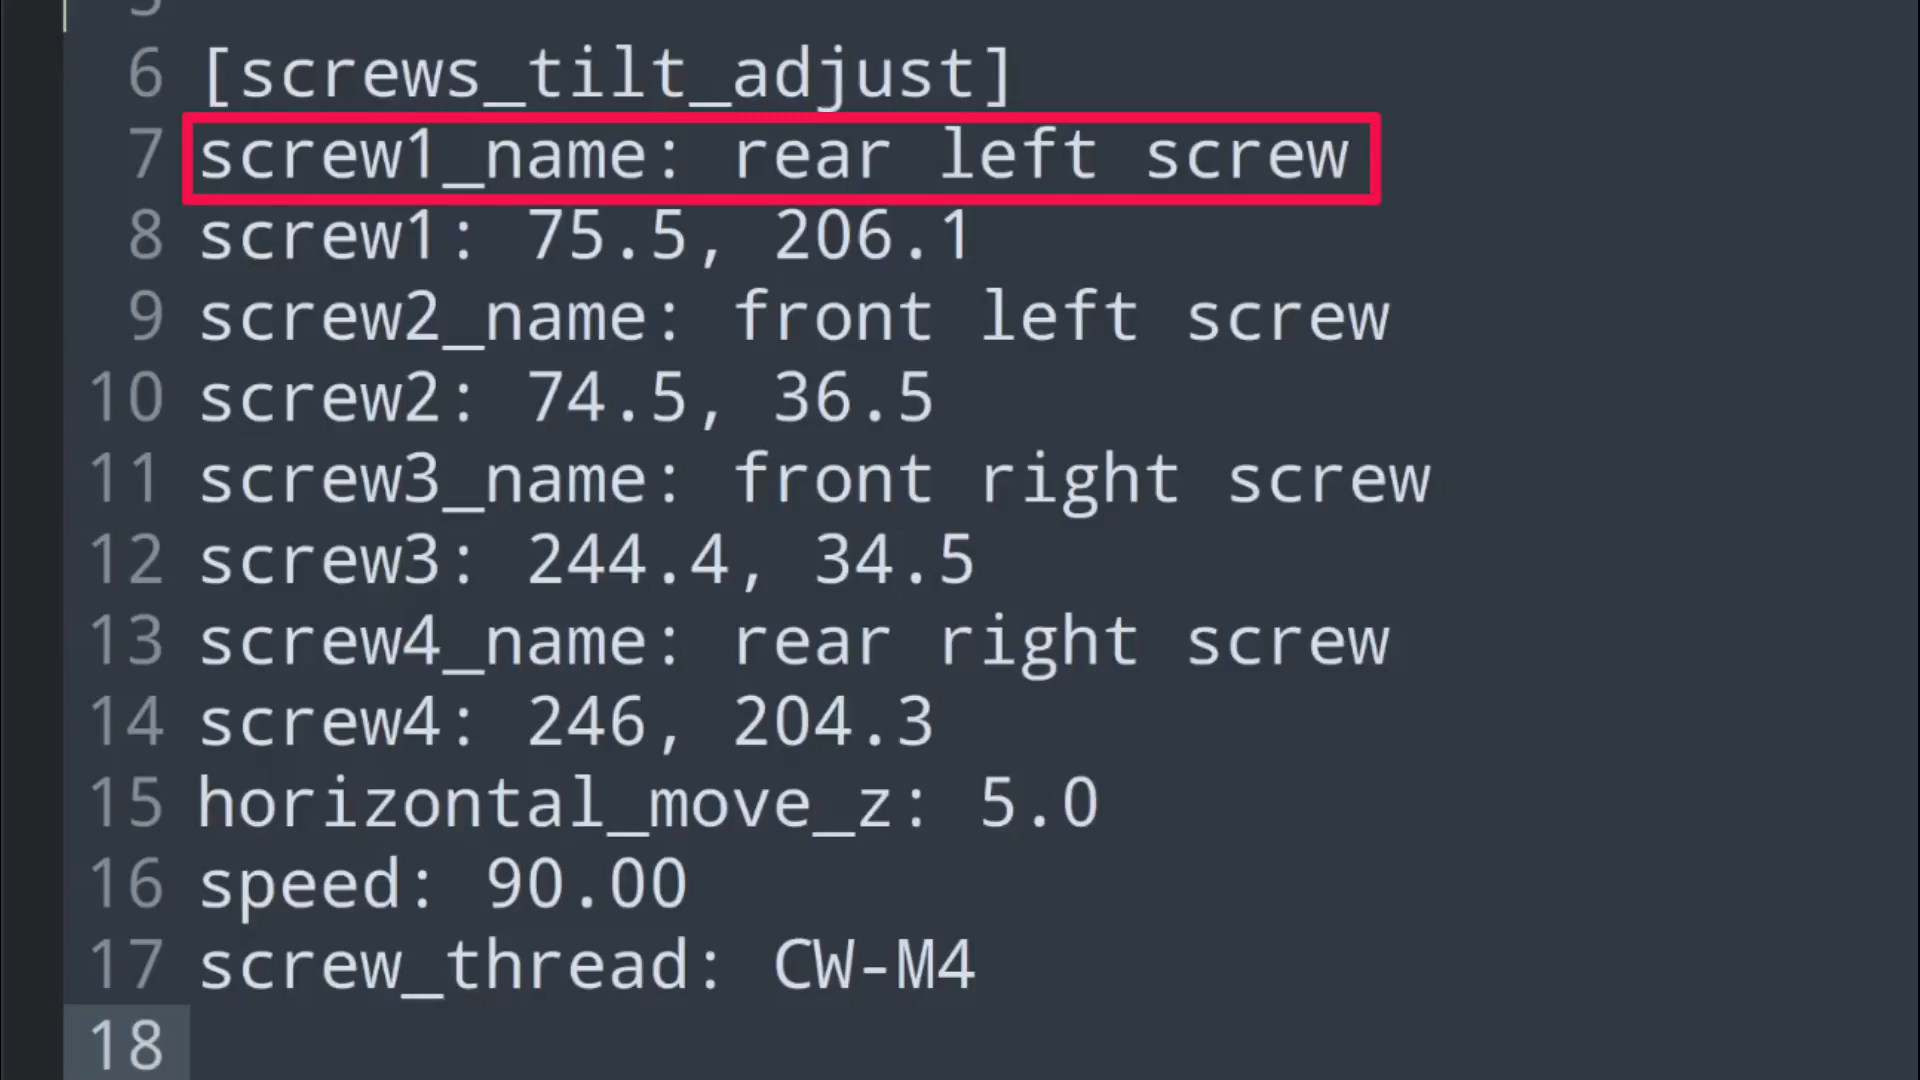 5
6 [screws_tilt_adjust]
7 screw1_name: rear left screw
8 screw1: 75.5, 206.1
9 screw2_name: front left screw
10 screw2: 74.5, 36.5
11 screw3_name: front right screw
12 screw3: 244.4, 34.5
13 screw4_name: rear right screw
14 screw4: 246, 204.3
15 horizontal_move_z: 5.0
16 speed: 90.00
17 screw_thread: CW-M4
18